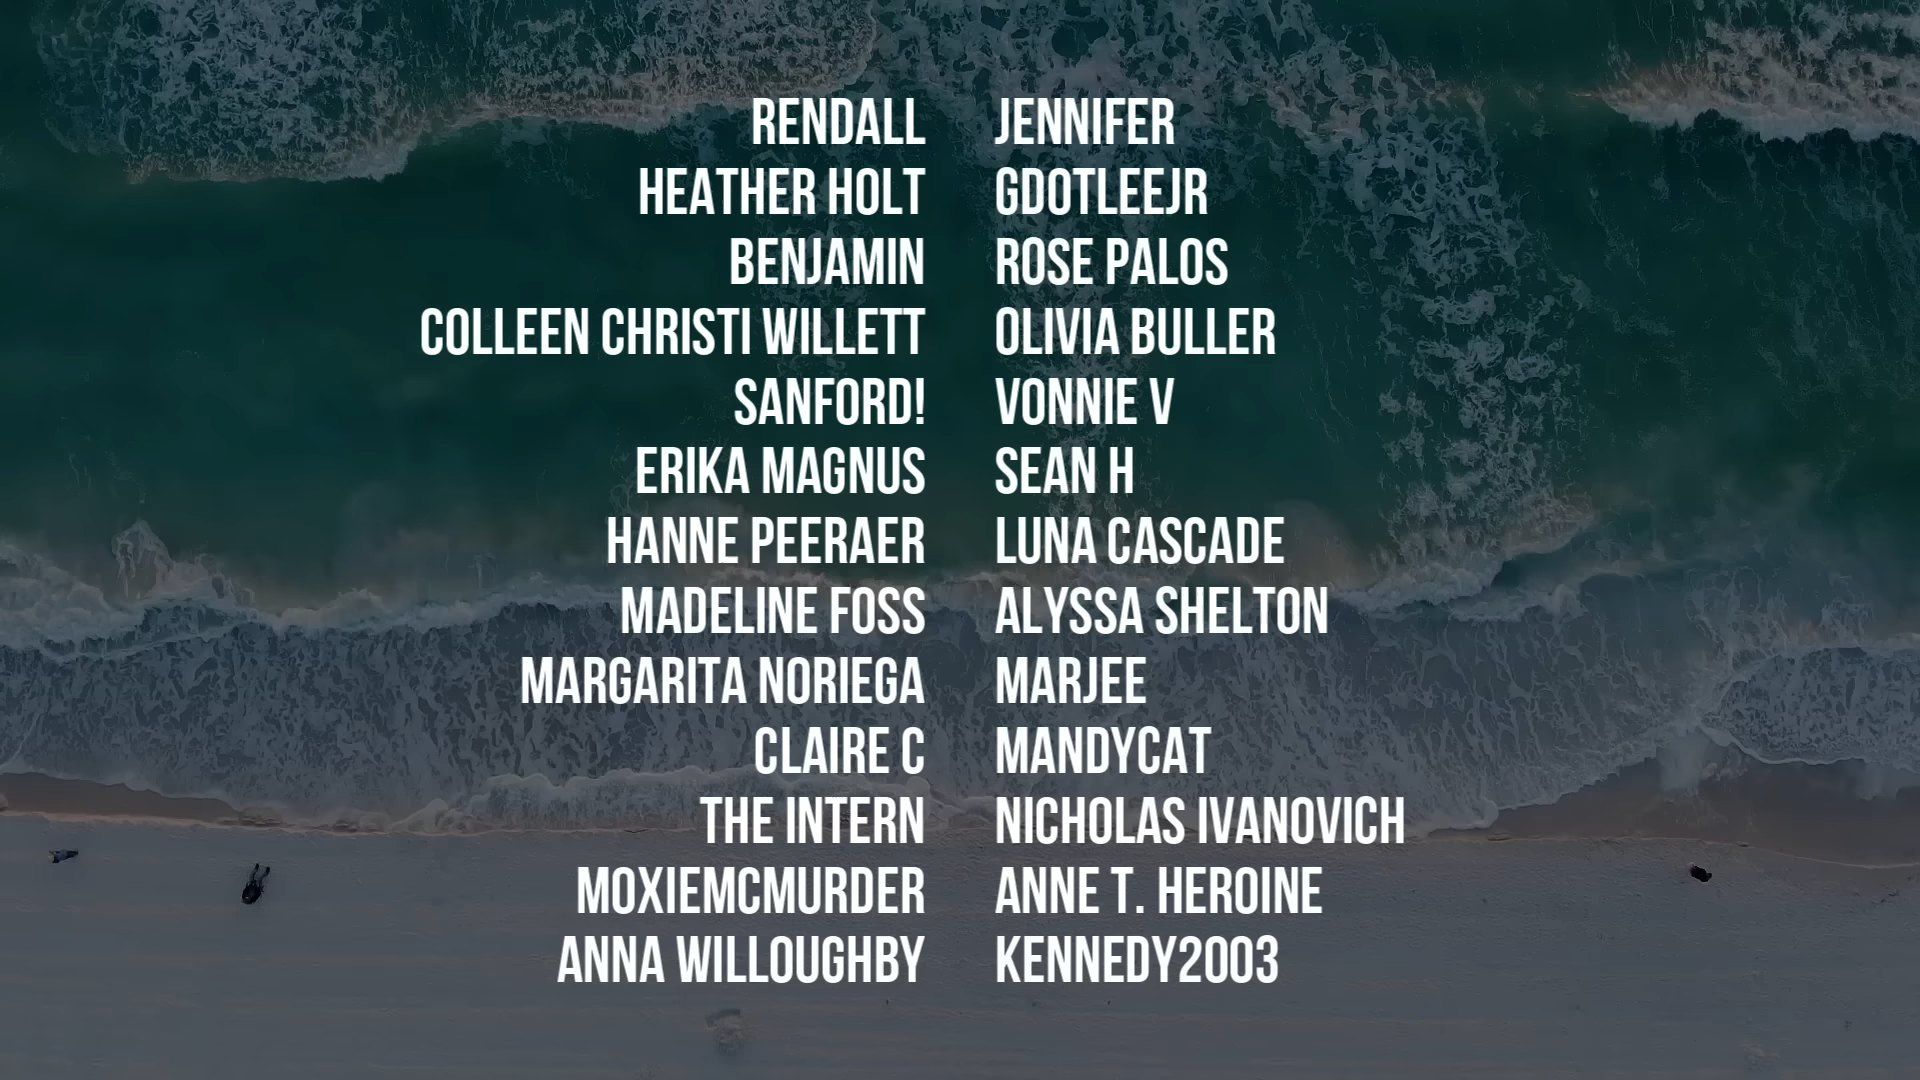 RENDALL
HEATHER HOLT
BENJAMIN
COLLEEN CHRISTI WILLETT
SANFORD!
ERIKA MAGNUS
HANNE PEERAER
MADELINE FOSS
MARGARITA NORIEGA
CLAIRE C
THE INTERN
MOXIEMCMURDER
ANNA WILLOUGHBY
JENNIFER
GDOTLEEJR
ROSE PALOS
OLIVIA BULLER
VONNIE V
SEAN H
LUNA CASCADE
ALYSSA SHELTON
MARJEE
MANDYCAT
NICHOLAS IVANOVICH
ANNE T. HEROINE
KENNEDY2003